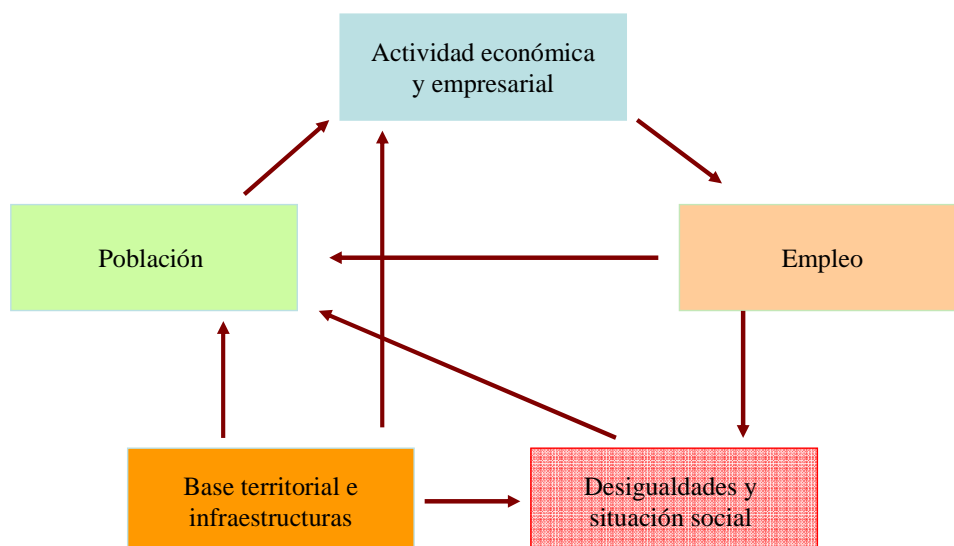 Actividad económica
y empresarial
Población
Empleo
Base territorial e
infraestructuras
Desigualdades y
situación social